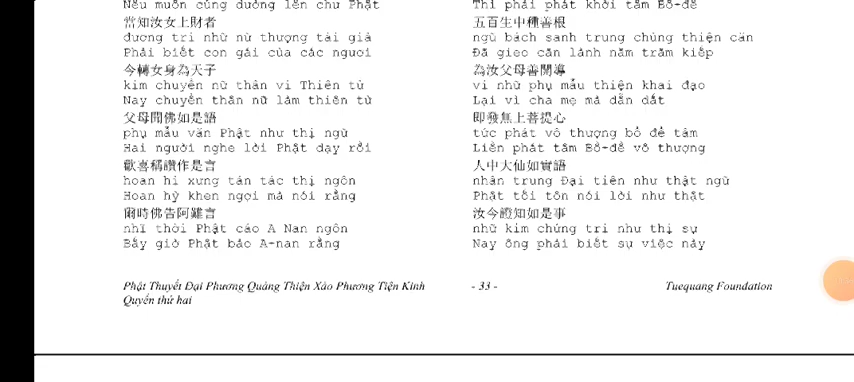 Nếu muốn cúng dường lên chư Phật
Thì phải phát khởi tâm Bồ-đề
當知汝女上財者
五百生中種善根
đương tri nhữ nữ thượng tài giả
ngũ bách sanh trung chủng thiện căn
Phải biết con gái của các ngươi
Đã gieo căn lành năm trăm kiếp
今轉女身為天子
為汝父母善開導
kim chuyển nữ thân vi Thiên tử
vi nhữ phụ mẫu thiện khai đạo
Nay chuyển thân nữ làm thiên tử
Lại vì cha mẹ mà dẫn dắt
父母聞佛如是語
即發無上菩提心
phụ mẫu văn Phật như thị ngữ
tức phát vô thượng bồ đề tâm
Hai người nghe lời Phật dạy rồi
Liền phát tâm Bồ-đề vô thượng
歡喜稱讚作是言
人中大仙如實語
hoan hỉ xưng tán tác thị ngôn
nhân trung Đại tiên như thật ngữ
Hoan hỷ khen ngợi mà nói rằng
Phật tối tôn nói lời như thật
爾時佛告阿難言
汝今證知如是事
nhĩ thời Phật cáo A Nan ngôn
nhữ kim chứng tri như thị sự
Bấy giờ Phật bảo A-nan rằng
Nay ông phải biết sự việc này
Phật Thuyết Đại Phương Quảng Thiện Xảo Phương Tiện Kinh
Quyển thứ hai
- 33 -
Tuequang Foundation